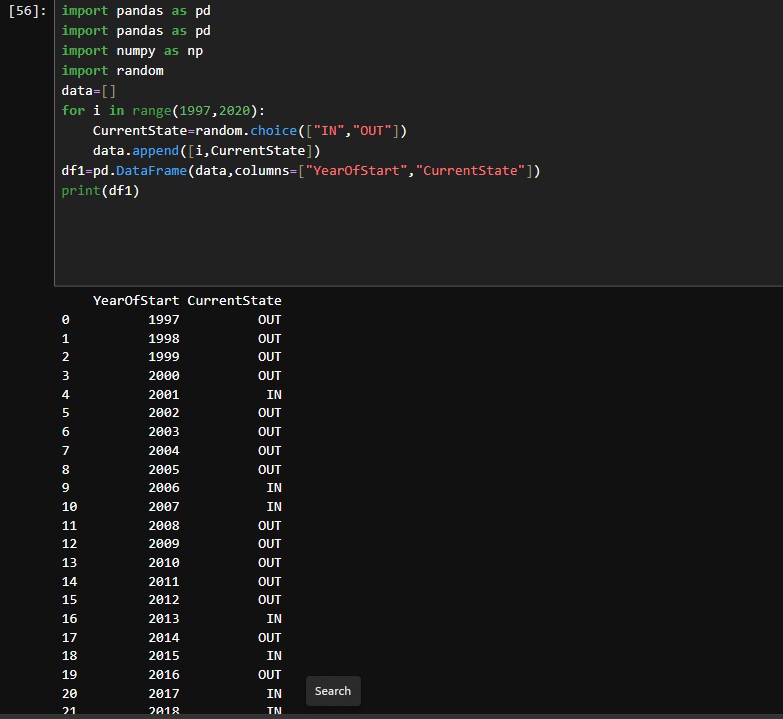 [56]: import pandas as pd
import pandas as pd
import numpy as np
import random
data=[]
for i in range(1997,2020):
    CurrentState=random.choice(["IN","OUT"])
    data.append([i,CurrentState])
df1=pd.DataFrame(data,columns=["YearOfStart","CurrentState"])
print(df1)
YearOfStart CurrentState
0 1997 OUT
1 1998 OUT
2 1999 OUT
3 2000 OUT
4 2001 IN
5 2002 OUT
6 2003 OUT
7 2004 OUT
8 2005 OUT
9 2006 IN
10 2007 IN
11 2008 OUT
12 2009 OUT
13 2010 OUT
14 2011 OUT
15 2012 OUT
16 2013 IN
17 2014 OUT
18 2015 IN
19 2016 OUT
Search
20 2017 IN
21 2018 IN